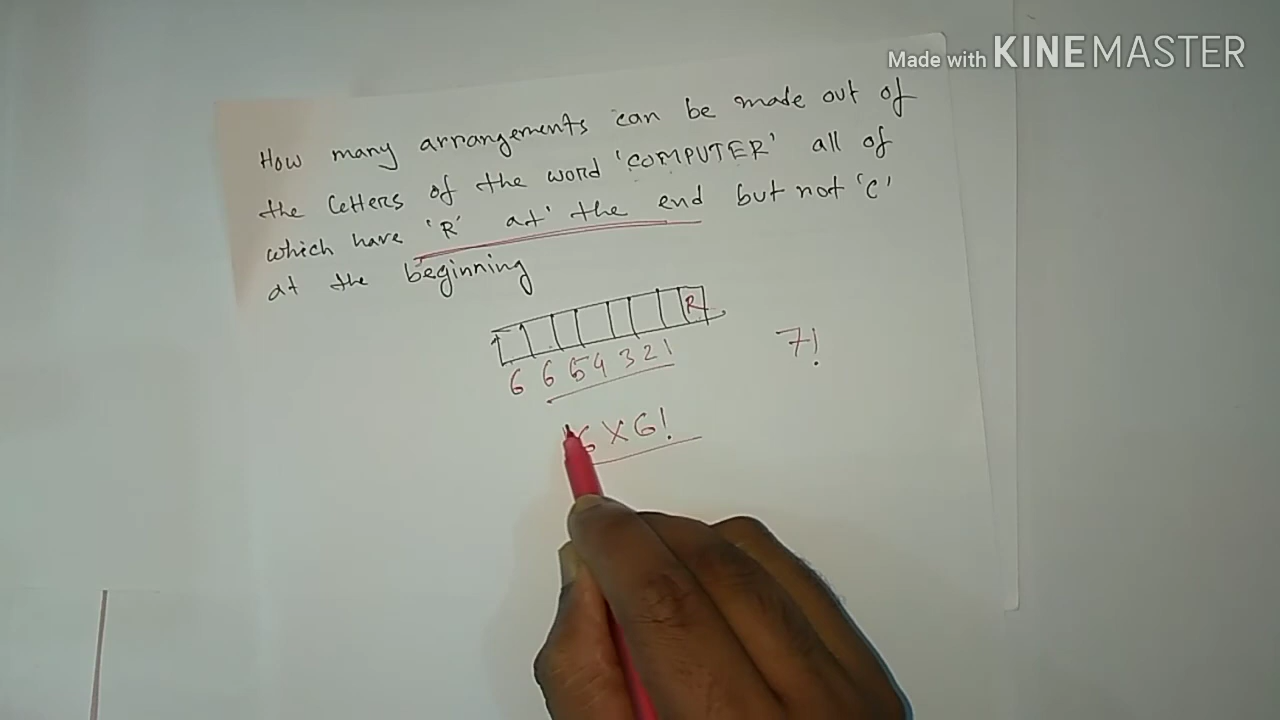 Made with KINEMASTER
How many arrangements can be made out of
the letters of the word 'COMPUTER' all of
which have 'R' at the end but not 'C'
at the beginning
R
6 6 5 4 3 2 1
7!
6 X 6!